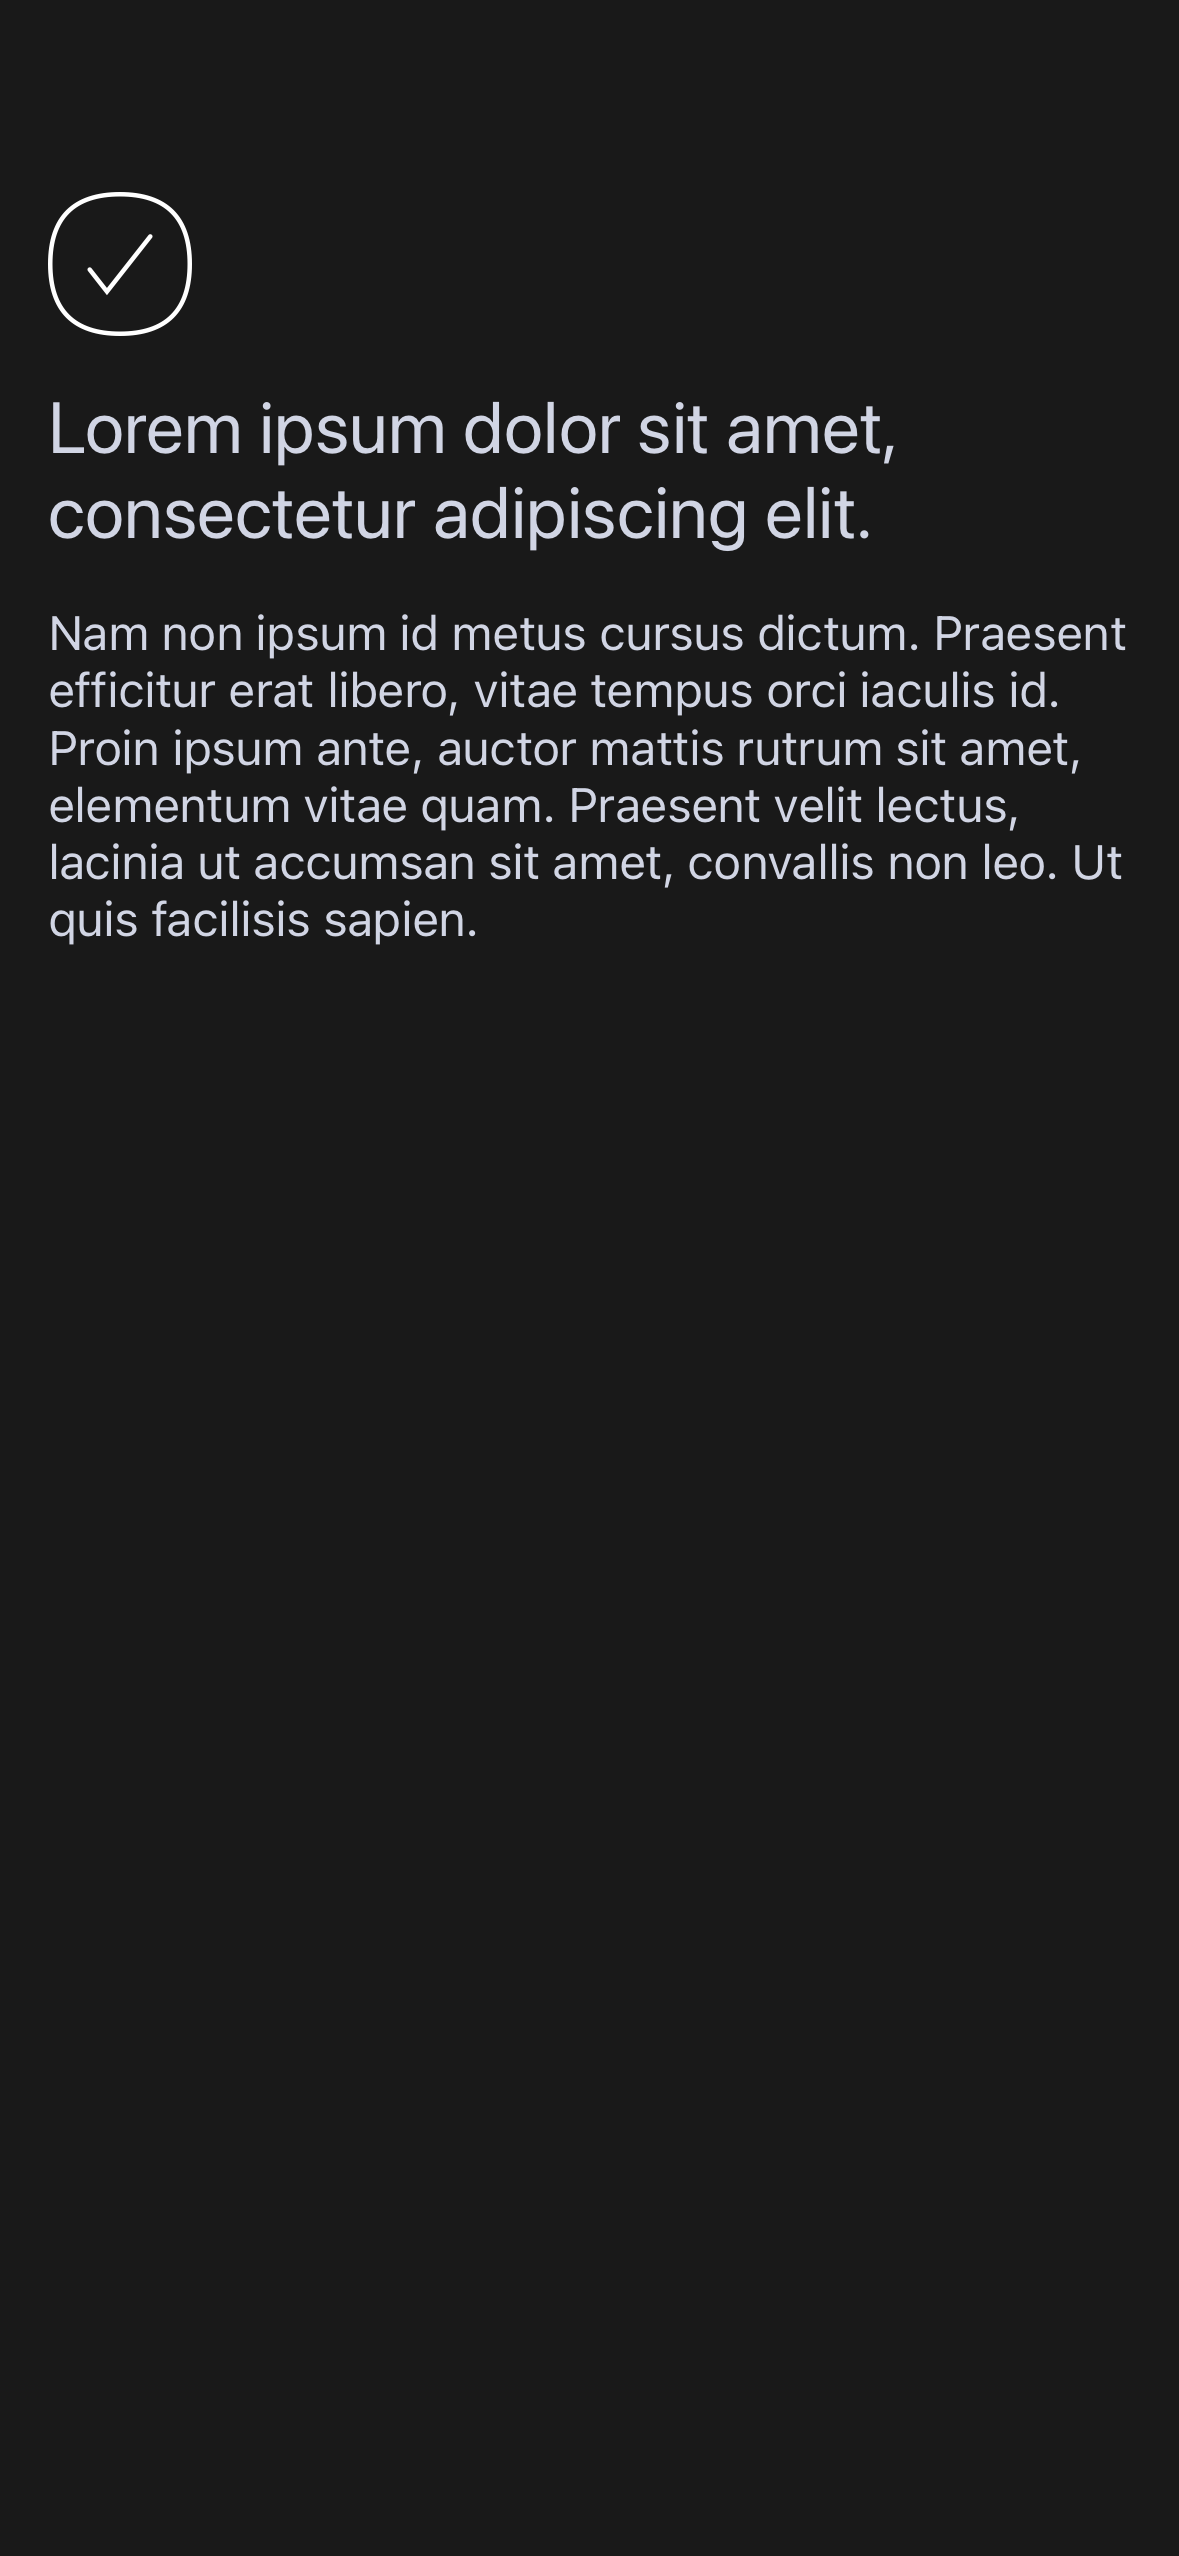 Lorem ipsum dolor sit amet,
consectetur adipiscing elit.
Nam non ipsum id metus cursus dictum. Praesent
efficitur erat libero, vitae tempus orci iaculis id.
Proin ipsum ante, auctor mattis rutrum sit amet,
elementum vitae quam. Praesent velit lectus,
lacinia ut accumsan sit amet, convallis non leo. Ut
quis facilisis sapien.